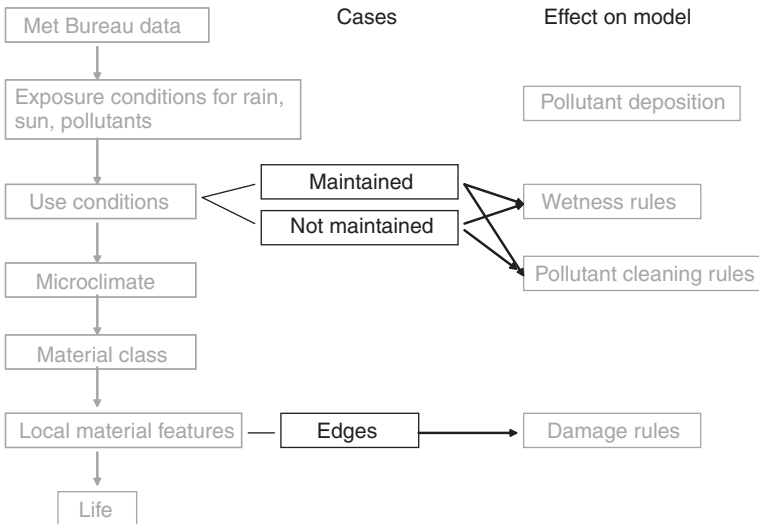 Met Bureau data
Cases
Effect on model
Exposure conditions for rain,
sun, pollutants
Pollutant deposition
Use conditions
Maintained
Not maintained
Wetness rules
Microclimate
Pollutant cleaning rules
Material class
Local material features
Edges
Damage rules
Life